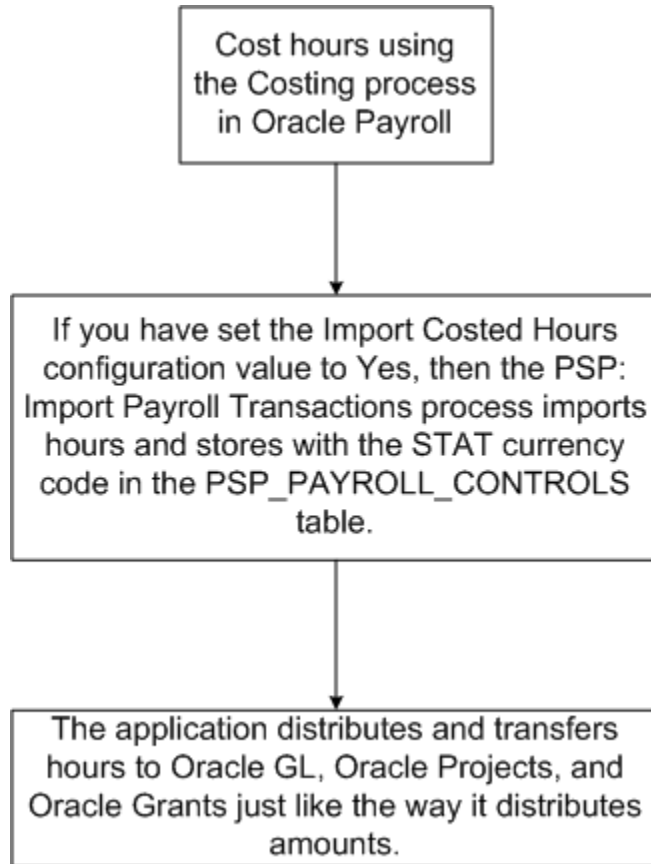 Cost hours using
the Costing process
in Oracle Payroll
If you have set the Import Costed Hours
configuration value to Yes, then the PSP:
Import Payroll Transactions process imports
hours and stores with the STAT currency
code in the PSP_PAYROLL_CONTROLS
table.
The application distributes and transfers
hours to Oracle GL, Oracle Projects, and
Oracle Grants just like the way it distributes
amounts.